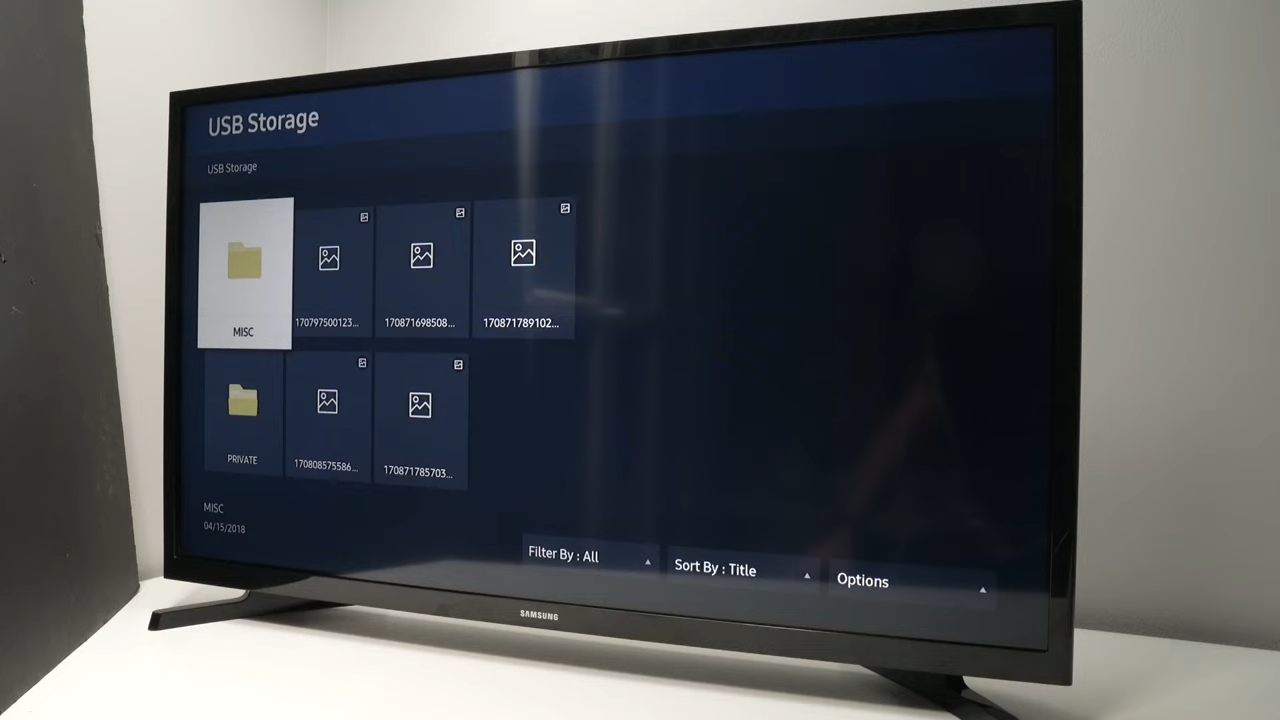 USB Storage
USB Storage
MISC
170797500123...
170871698508...
170871789102...
PRIVATE
170808575586...
170871785703...
MISC
04/15/2018
Filter By : All
Sort By : Title
Options
SAMSUNG